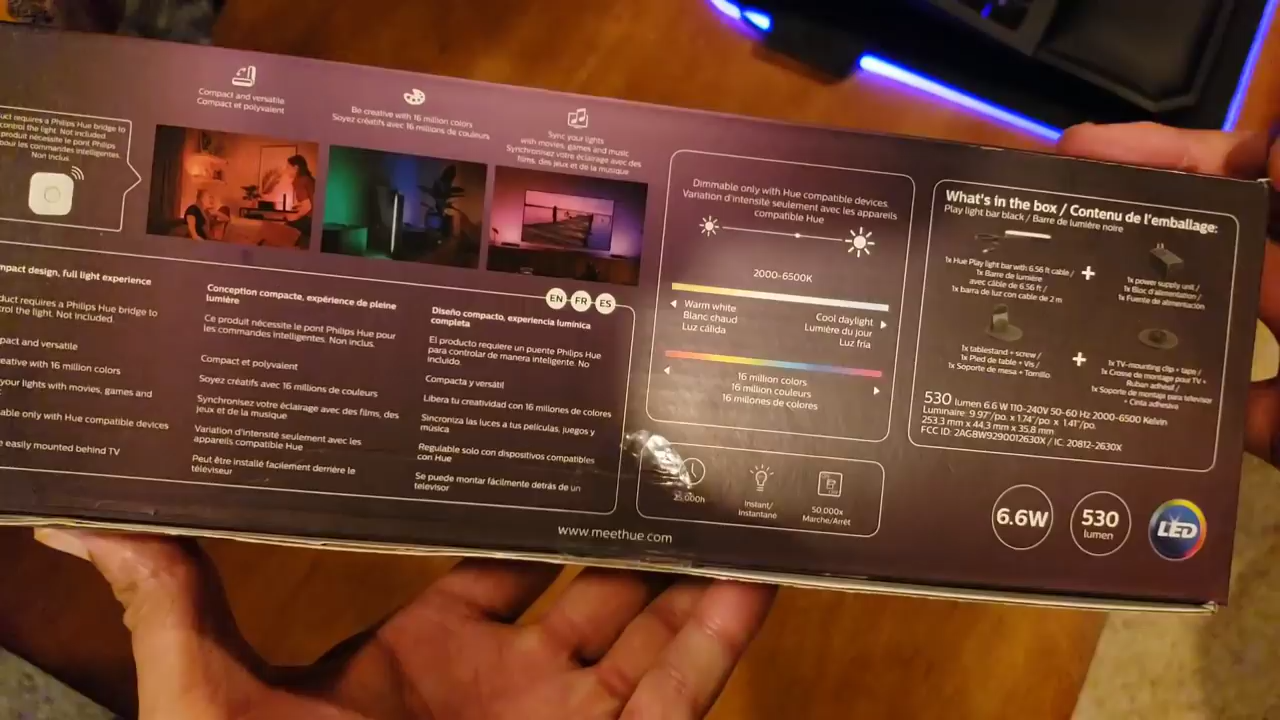 uct requires a Philips Hue bridge to
control the light. Not included
produit nécessite le pont Philips
pour les commandes intelligentes.
Non inclus.
Compact and versatile
Compact et polyvalent
Be creative with 16 million colors
Soyez créatifs avec 16 millions de couleurs
Sync your lights
with movies, games and music
Synchronisez votre éclairage avec des
films, des jeux et de la musique
mpact design, full light experience
duct requires a Philips Hue bridge to
trol the light. Not Included.
pact and versatile
eative with 16 million colors
your lights with movies, games and
able only with Hue compatible devices
e easily mounted behind TV
Conception compacte, expérience de pleine
lumière
Ce produit nécessite le pont Philips Hue pour
les commandes intelligentes. Non inclus.
Compact et polyvalent
Soyez créatifs avec 16 millions de couleurs
Synchronisez votre éclairage avec des films, des
jeux et de la musique
Variation d'intensité seulement avec les
appareils compatible Hue
Peut être installé facilement derrière le
téléviseur
EN FR ES
Diseño compacto, experiencia lumínica
completa
El producto requiere un puente Philips Hue
para controlar de manera inteligente. No
incluido.
Compacta y versátil
Libera tu creatividad con 16 millones de colores
Sincroniza las luces a tus películas, juegos y
música
Regulable solo con dispositivos compatibles
con Hue
Se puede montar fácilmente detrás de un
televisor
www.meethue.com
Dimmable only with Hue compatible devices.
Variation d'intensité seulement avec les appareils
compatible Hue
2000-6500K
Warm white
Blanc chaud
Luz cálida
Cool daylight
Lumière du jour
Luz fria
16 million colors
16 million couleurs
16 millones de colores
25,000h
Instant/
Instantané
50,000x
Marche/Arrêt
What's in the box / Contenu de l'emballage:
Play light bar black / Barre de lumière noire
1x Hue Play light bar with 6.56 ft cable /
1x Barre de lumière
avec câble de 6.56 ft /
1x barra de luz con cable de 2 m
1x power supply unit /
1x Bloc d'alimentation /
1x Fuente de alimentación
1x tablestand + screw /
1x Pied de table + Vis /
1x Soporte de mesa + Tornillo
1x TV-mounting clip + tape /
1x Crosse de montage pour TV +
Ruban adhésif /
1x Soporte de montaje para televisor
+ Cinta adhesiva
530 lumen 6.6 W 110-240V 50-60 Hz 2000-6500 Kelvin
Luminaire: 9.97"/po. x 1.74"/po. x 1.41"/po.
253.3 mm x 44.3 mm x 35.8 mm
FCC ID: 2AGBW9290012630X / IC: 20812-2630X
6.6W
530
lumen
LED